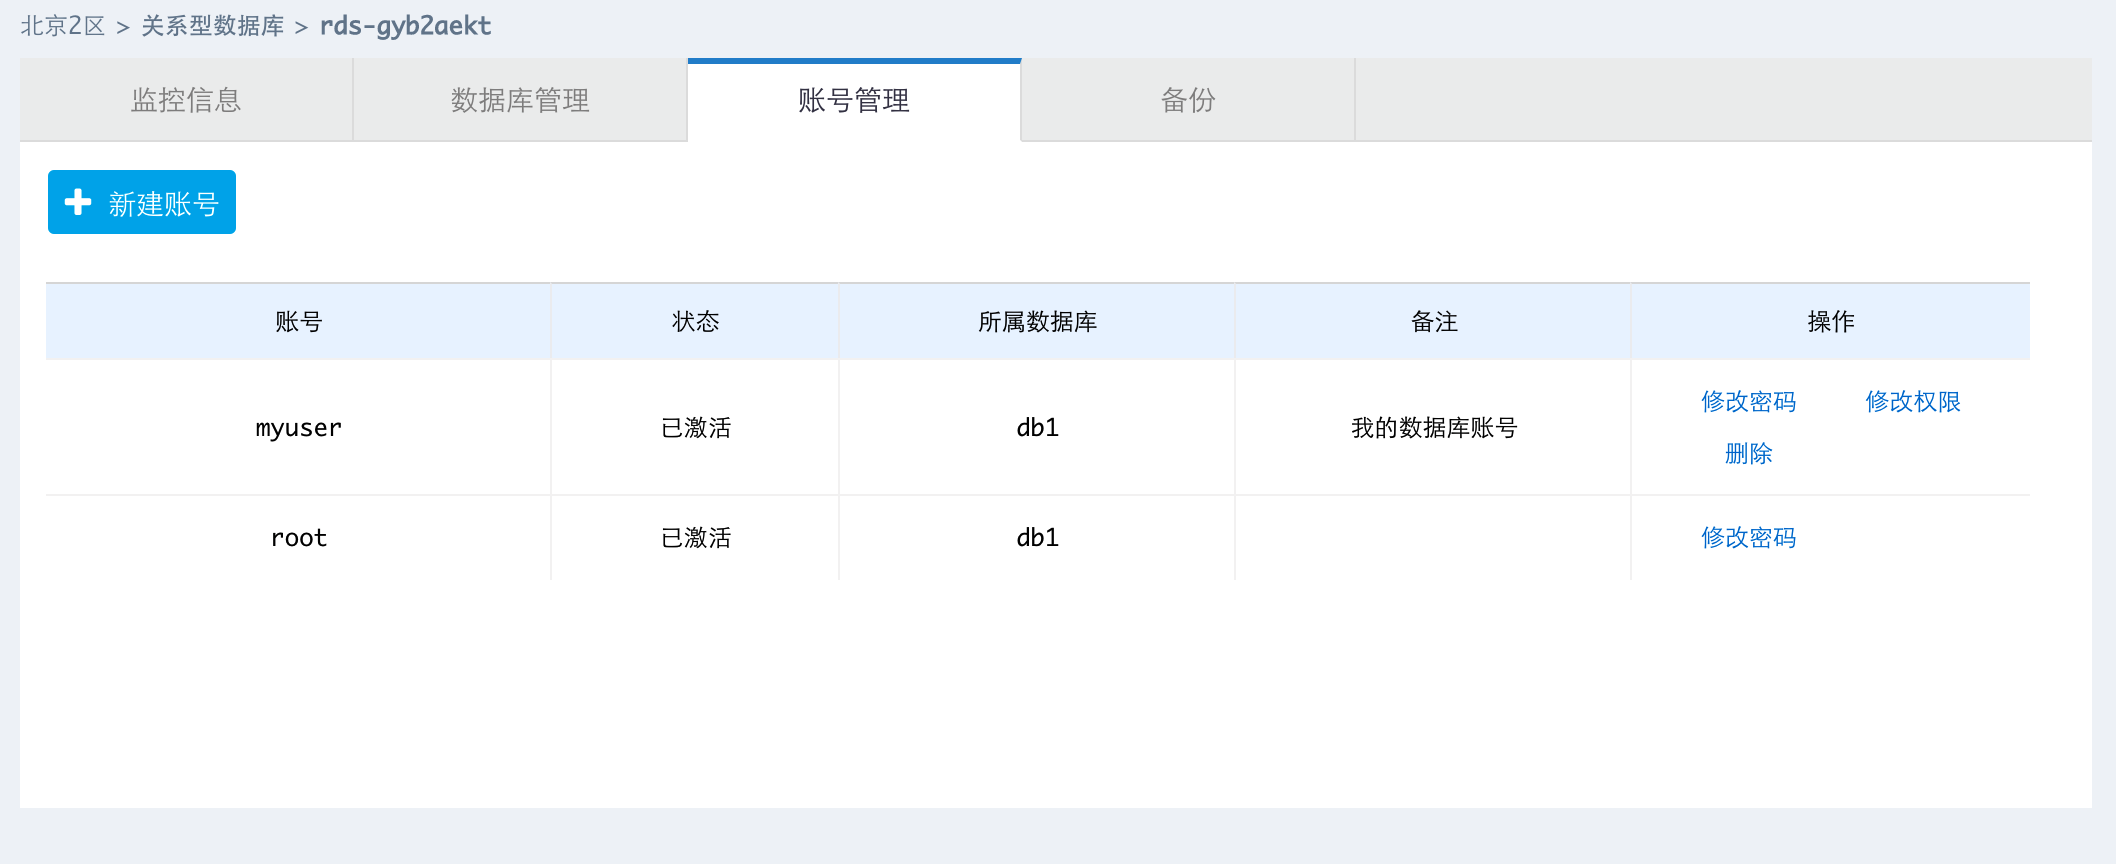 北京2区 > 关系型数据库 > rds-gyb2aekt
监控信息 数据库管理 账号管理 备份
新建账号
账号 状态 所属数据库 备注 操作
myuser 已激活 db1 我的数据库账号 修改密码 修改权限
删除
root 已激活 db1 修改密码